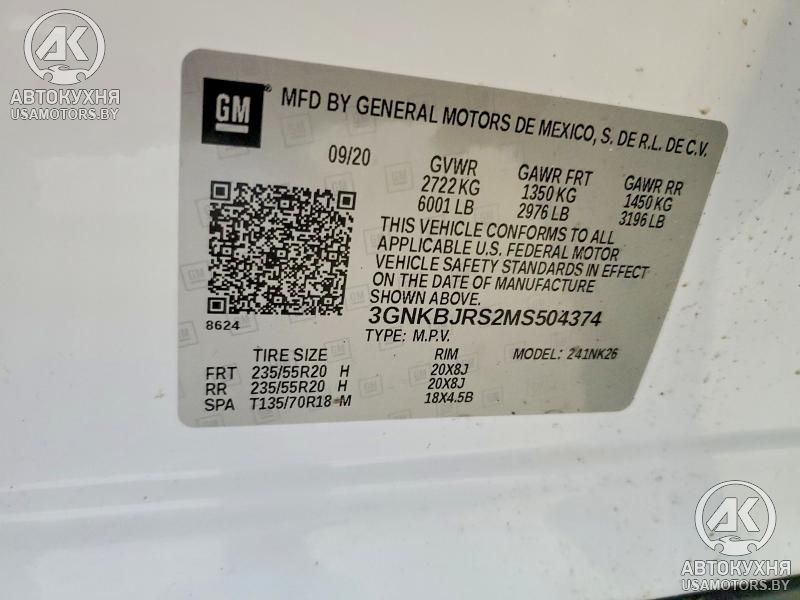 АК
АВТОКУХНЯ
USAMOTORS.BY
GM ® MFD BY GENERAL MOTORS DE MEXICO, S. DE R.L. DE C.V.
09/20 GVWR GAWR FRT GAWR RR
2722 KG 1350 KG 1450 KG
6001 LB 2976 LB 3196 LB
THIS VEHICLE CONFORMS TO ALL
APPLICABLE U.S. FEDERAL MOTOR
VEHICLE SAFETY STANDARDS IN EFFECT
ON THE DATE OF MANUFACTURE
SHOWN ABOVE.
8624 3GNKBJRS2MS504374
TYPE: M.P.V. MODEL: 241NK26
TIRE SIZE RIM
FRT 235/55R20 H 20X8J
RR 235/55R20 H 20X8J
SPA T135/70R18 M 18X4.5B
АК
АВТОКУХНЯ
USAMOTORS.BY